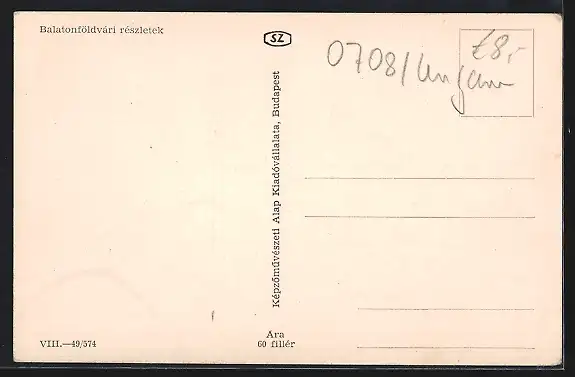 Balatonföldvári részletek
SZ
0708/Ungarn
€8,-
Képzőművészeti Alap Kiadóvállalata, Budapest
Ára
60 fillér
VIII.—49/574